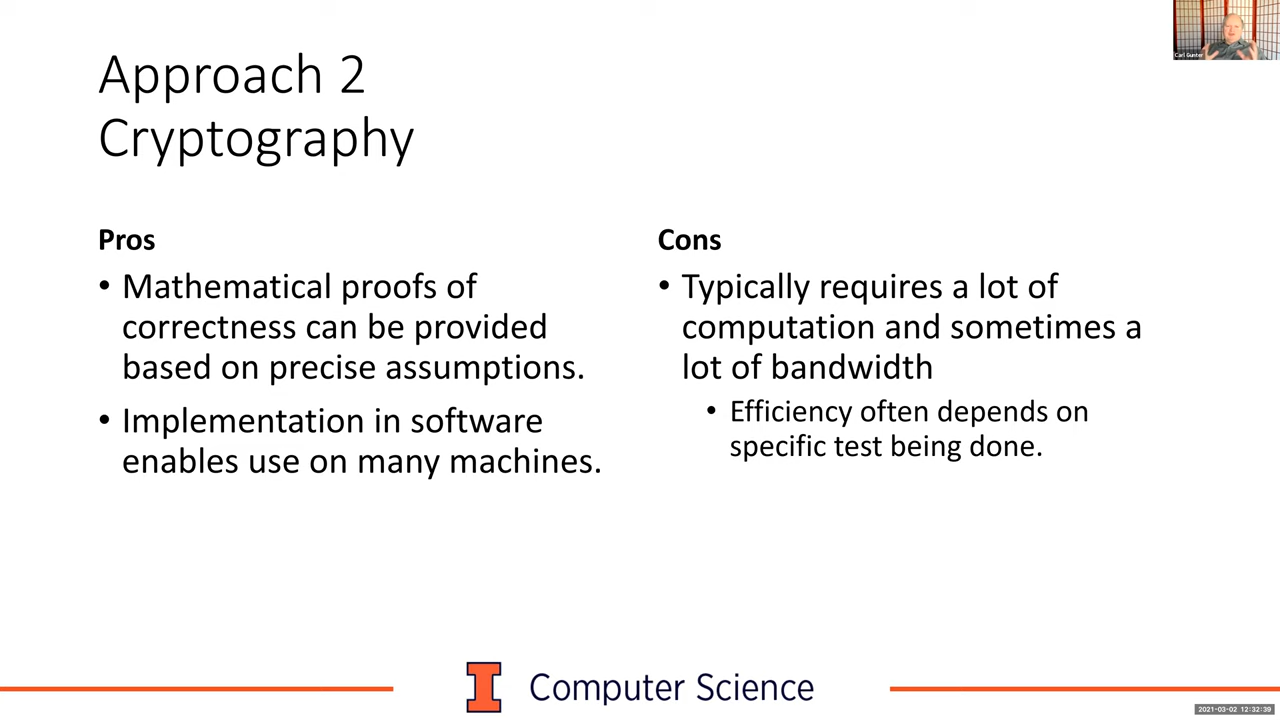 Approach 2
Cryptography
Pros
• Mathematical proofs of
correctness can be provided
based on precise assumptions.
• Implementation in software
enables use on many machines.
Cons
• Typically requires a lot of
computation and sometimes a
lot of bandwidth
• Efficiency often depends on
specific test being done.
Carl Gunter
I Computer Science
2021-03-02 12:32:39